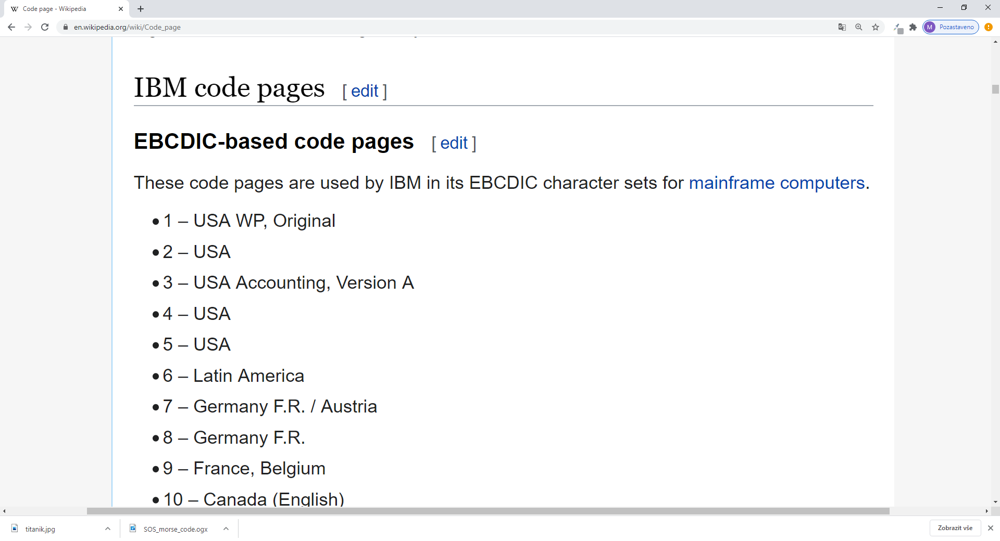 Code page - Wikipedia
en.wikipedia.org/wiki/Code_page
M Pozastaveno
IBM code pages [ edit ]
EBCDIC-based code pages [ edit ]
These code pages are used by IBM in its EBCDIC character sets for mainframe computers.
1 – USA WP, Original
2 – USA
3 – USA Accounting, Version A
4 – USA
5 – USA
6 – Latin America
7 – Germany F.R. / Austria
8 – Germany F.R.
9 – France, Belgium
10 – Canada (English)
titanik.jpg
SOS_morse_code.ogx
Zobrazit vše